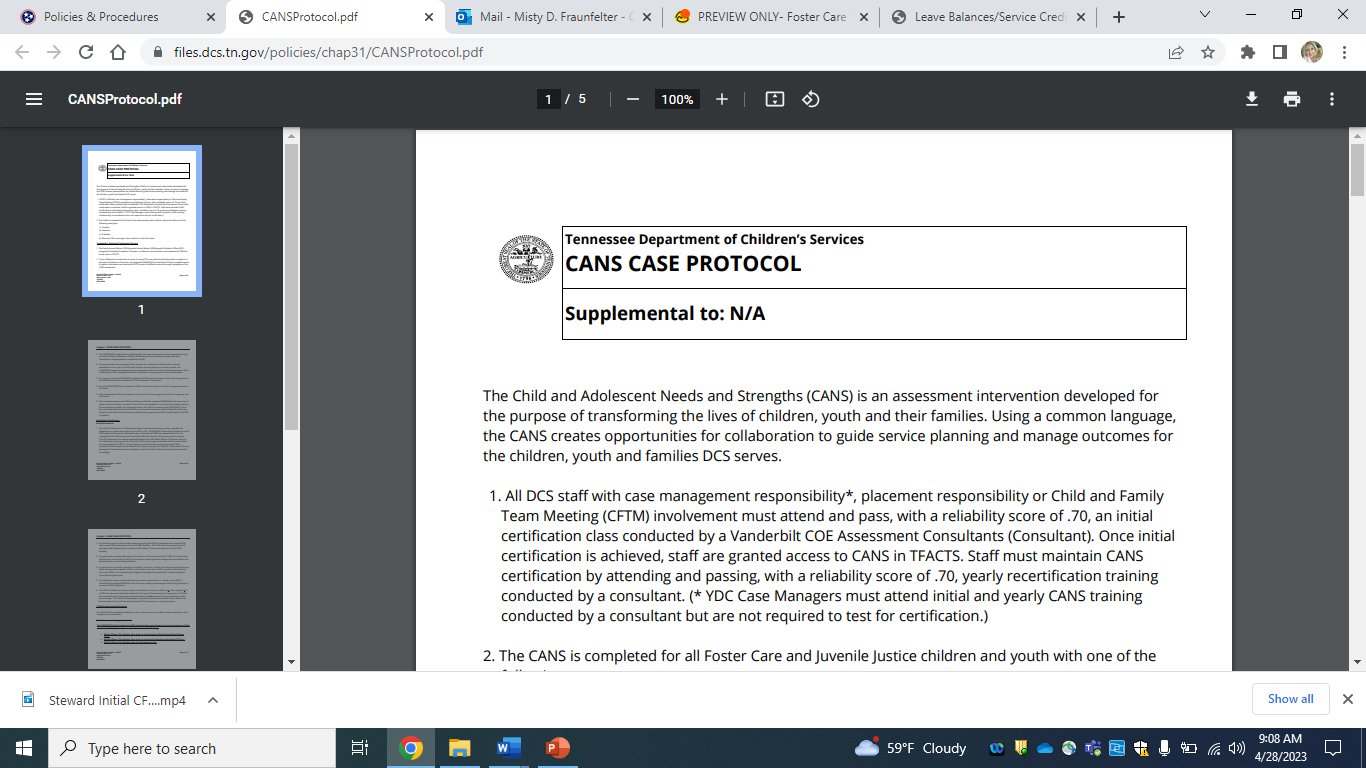 Policies & Procedures
CANSProtocol.pdf
Mail - Misty D. Fraunfelter - C
PREVIEW ONLY- Foster Care
Leave Balances/Service Credi
files.dcs.tn.gov/policies/chap31/CANSProtocol.pdf
CANSProtocol.pdf
1 / 5
100%
Tennessee Department of Children's Services
CANS CASE PROTOCOL
Supplemental to: N/A
The Child and Adolescent Needs and Strengths (CANS) is an assessment intervention developed for
the purpose of transforming the lives of children, youth and their families. Using a common language,
the CANS creates opportunities for collaboration to guide service planning and manage outcomes for
the children, youth and families DCS serves.
1. All DCS staff with case management responsibility*, placement responsibility or Child and Family
Team Meeting (CFTM) involvement must attend and pass, with a reliability score of .70, an initial
certification class conducted by a Vanderbilt COE Assessment Consultants (Consultant). Once initial
certification is achieved, staff are granted access to CANS in TFACTS. Staff must maintain CANS
certification by attending and passing, with a reliability score of .70, yearly recertification training
conducted by a consultant. (* YDC Case Managers must attend initial and yearly CANS training
conducted by a consultant but are not required to test for certification.)
2. The CANS is completed for all Foster Care and Juvenile Justice children and youth with one of the
1
2
Steward Initial CF....mp4
Show all
Type here to search
59°F Cloudy
9:08 AM
4/28/2023